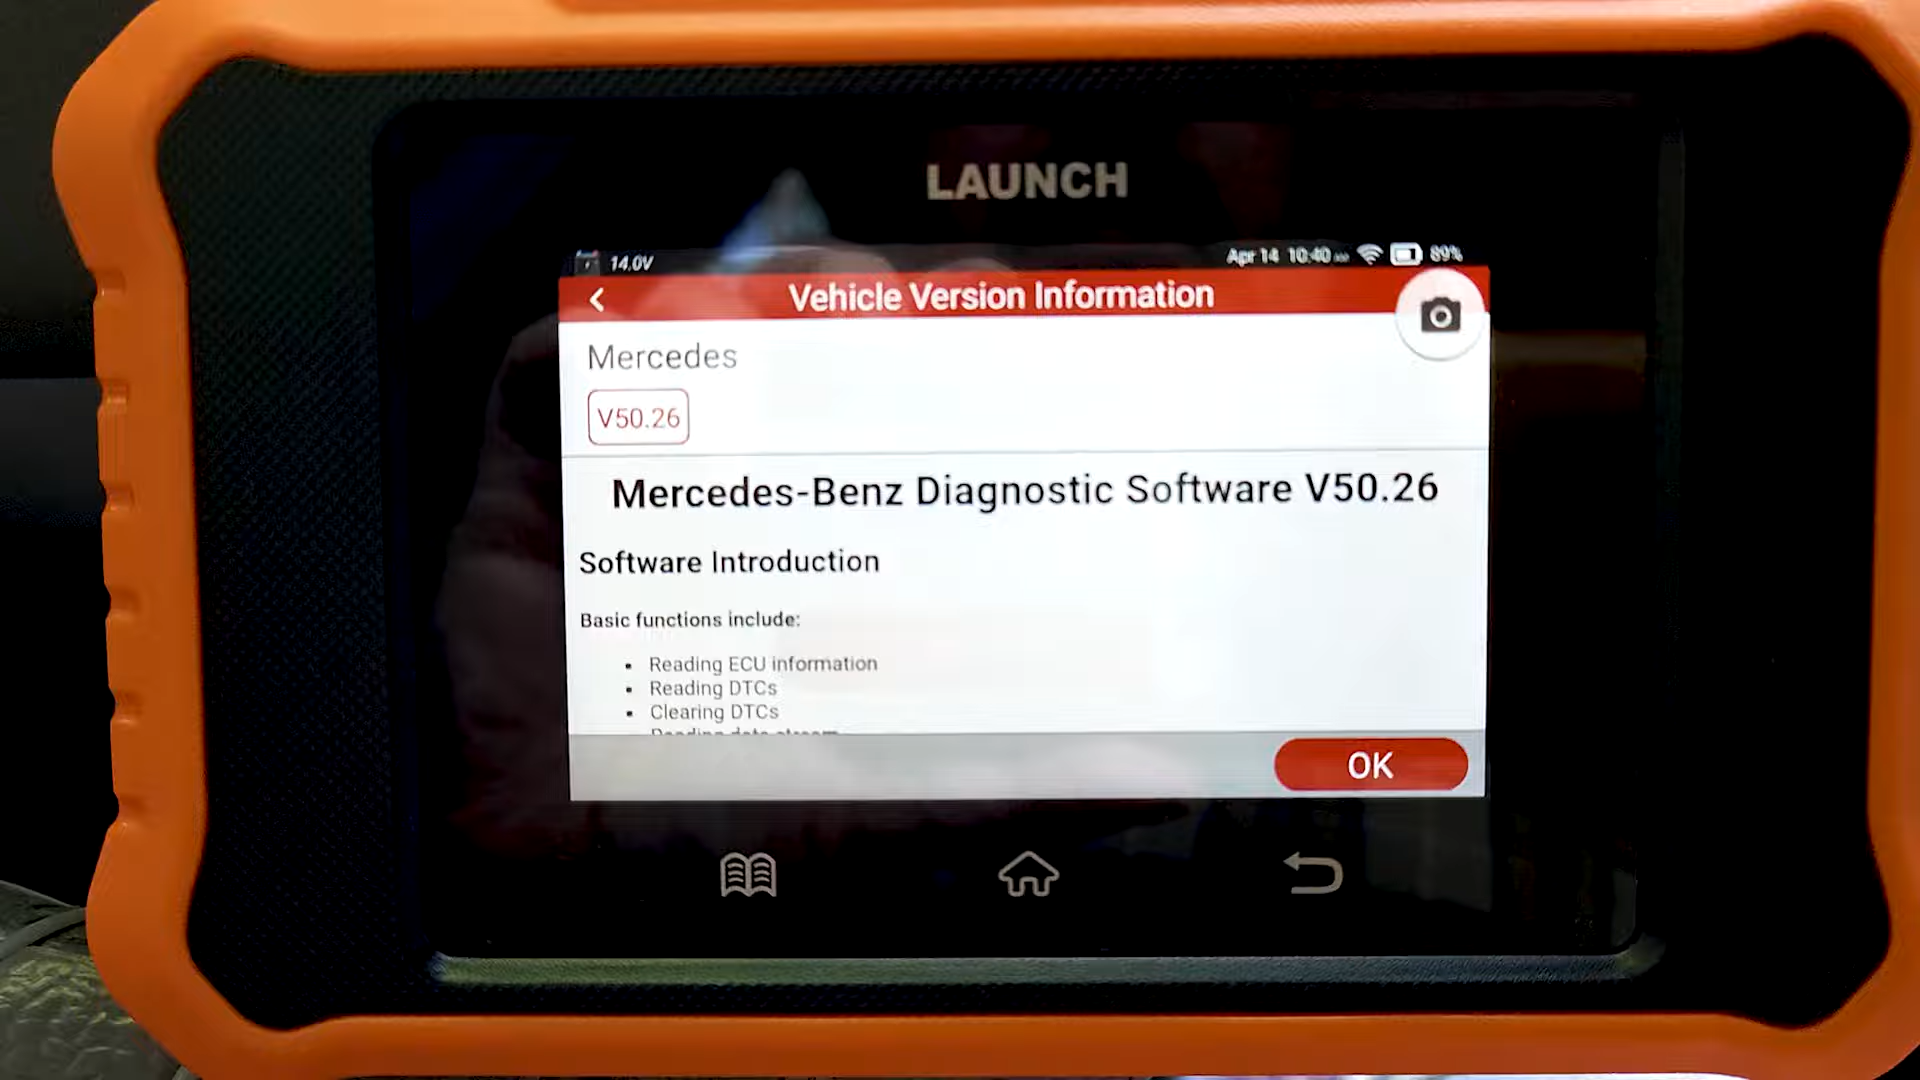 LAUNCH
14.0V
Apr 14 10:40 89%
Vehicle Version Information
Mercedes
V50.26
Mercedes-Benz Diagnostic Software V50.26
Software Introduction
Basic functions include:
• Reading ECU information
• Reading DTCs
• Clearing DTCs
OK